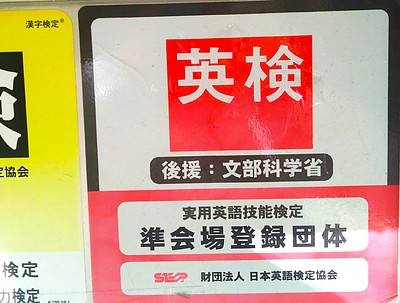 漢字検定®
定協会
検定
力検定
英検
後援：文部科学省
実用英語技能検定
準会場登録団体
STEP 財団法人 日本英語検定協会